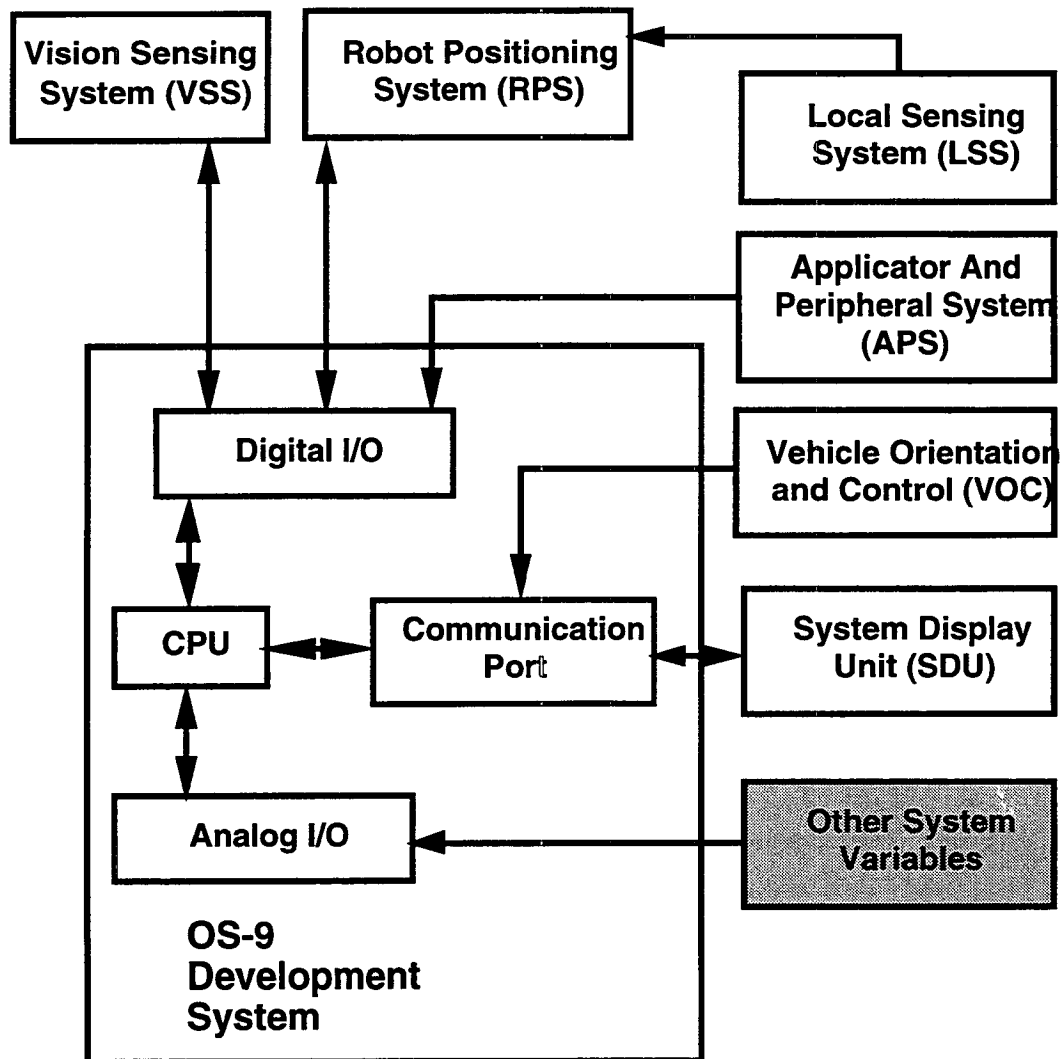 Vision Sensing
System (VSS)
Robot Positioning
System (RPS)
Local Sensing
System (LSS)
Applicator And
Peripheral System
(APS)
Digital I/O
Vehicle Orientation
and Control (VOC)
CPU
Communication
Port
System Display
Unit (SDU)
Analog I/O
Other System
Variables
OS-9
Development
System